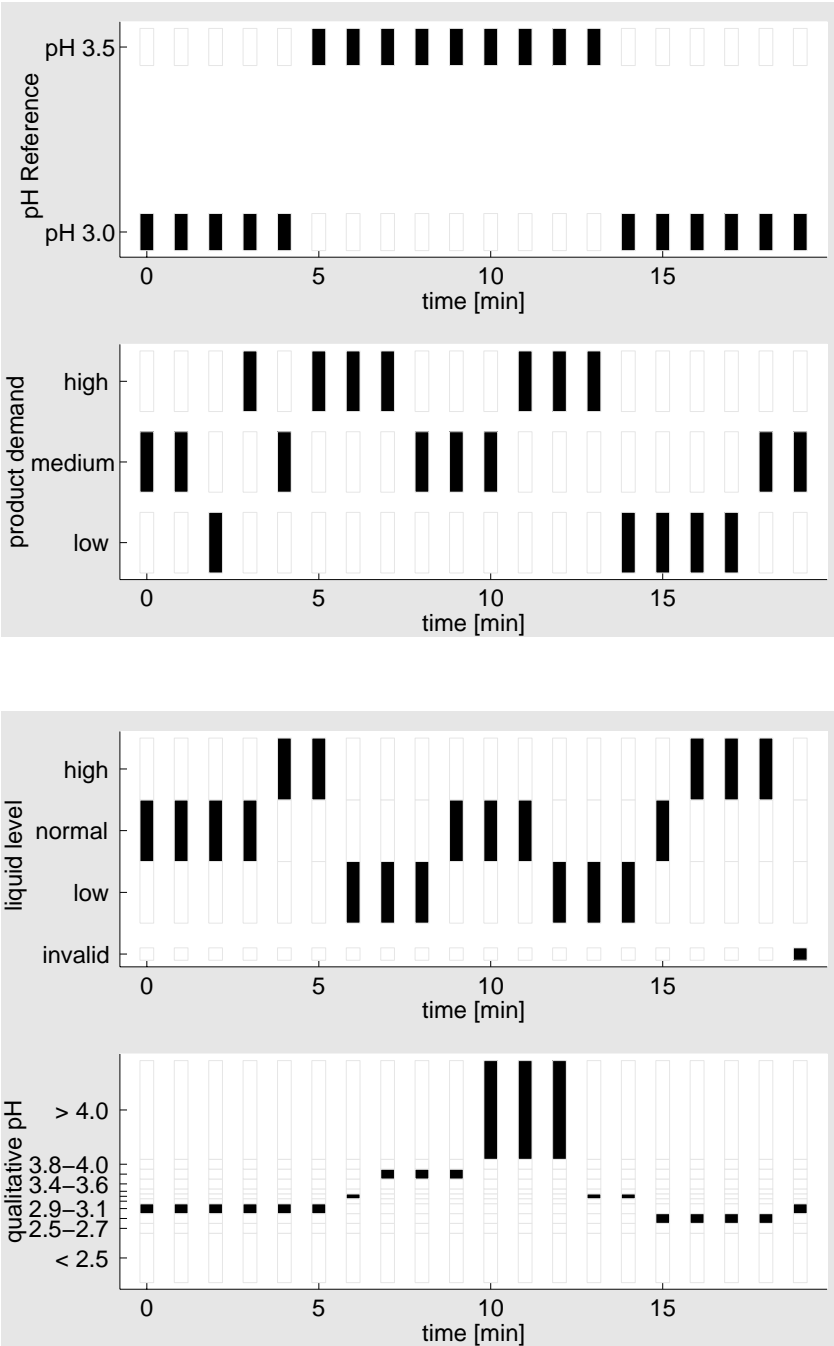 pH Reference
pH 3.5
pH 3.0
0 5 10 15
time [min]
product demand
high
medium
low
0 5 10 15
time [min]
liquid level
high
normal
low
invalid
0 5 10 15
time [min]
qualitative pH
> 4.0
3.8–4.0
3.4–3.6
2.9–3.1
2.5–2.7
< 2.5
0 5 10 15
time [min]